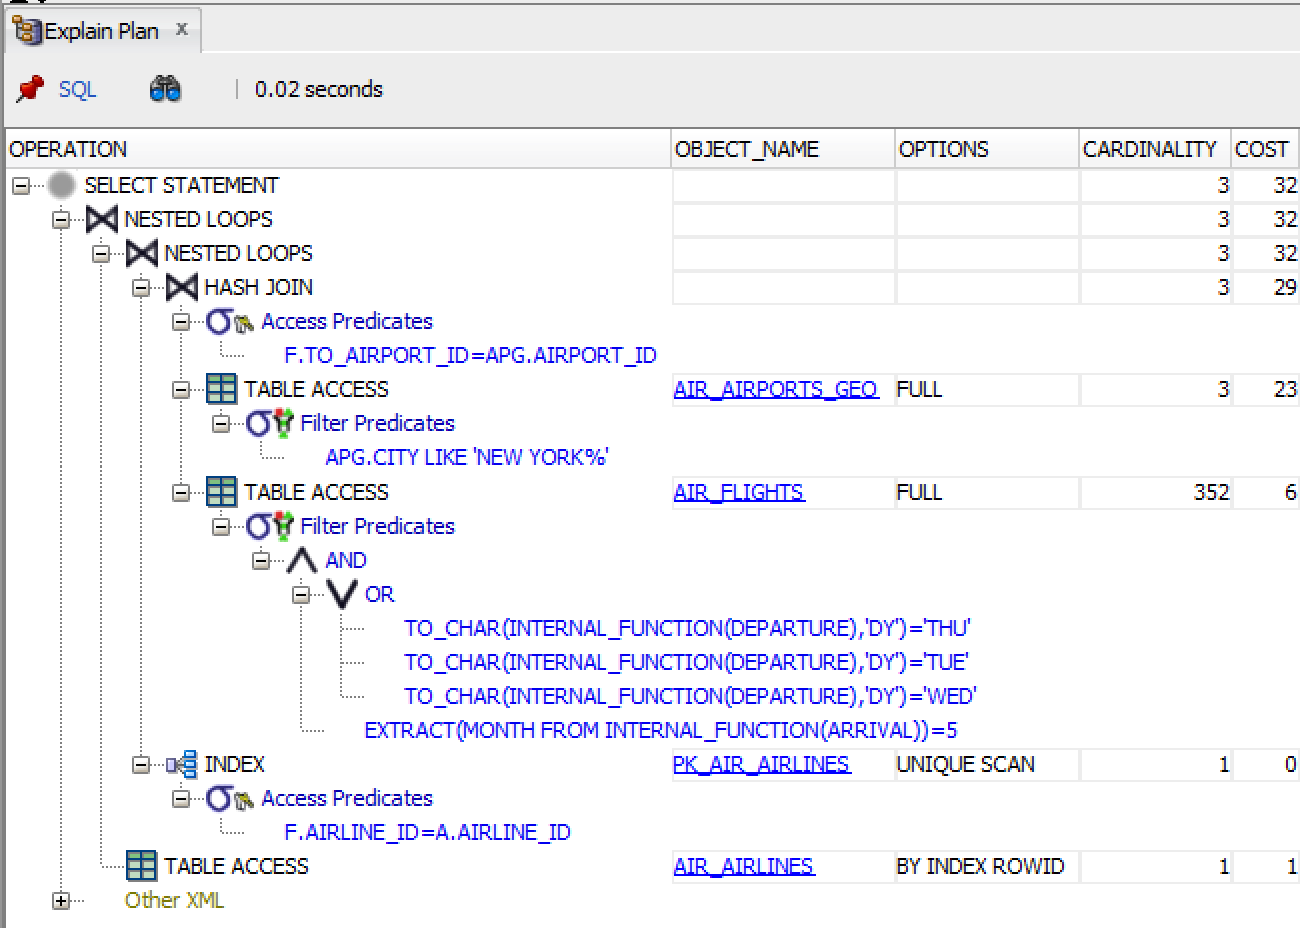 Explain Plan x
SQL 0.02 seconds
OPERATION OBJECT_NAME OPTIONS CARDINALITY COST
SELECT STATEMENT 3 32
NESTED LOOPS 3 32
NESTED LOOPS 3 32
HASH JOIN 3 29
Access Predicates
F.TO_AIRPORT_ID=APG.AIRPORT_ID
TABLE ACCESS AIR_AIRPORTS_GEO FULL 3 23
Filter Predicates
APG.CITY LIKE 'NEW YORK%'
TABLE ACCESS AIR_FLIGHTS FULL 352 6
Filter Predicates
AND
OR
TO_CHAR(INTERNAL_FUNCTION(DEPARTURE),'DY')='THU'
TO_CHAR(INTERNAL_FUNCTION(DEPARTURE),'DY')='TUE'
TO_CHAR(INTERNAL_FUNCTION(DEPARTURE),'DY')='WED'
EXTRACT(MONTH FROM INTERNAL_FUNCTION(ARRIVAL))=5
INDEX PK_AIR_AIRLINES UNIQUE SCAN 1 0
Access Predicates
F.AIRLINE_ID=A.AIRLINE_ID
TABLE ACCESS AIR_AIRLINES BY INDEX ROWID 1 1
Other XML